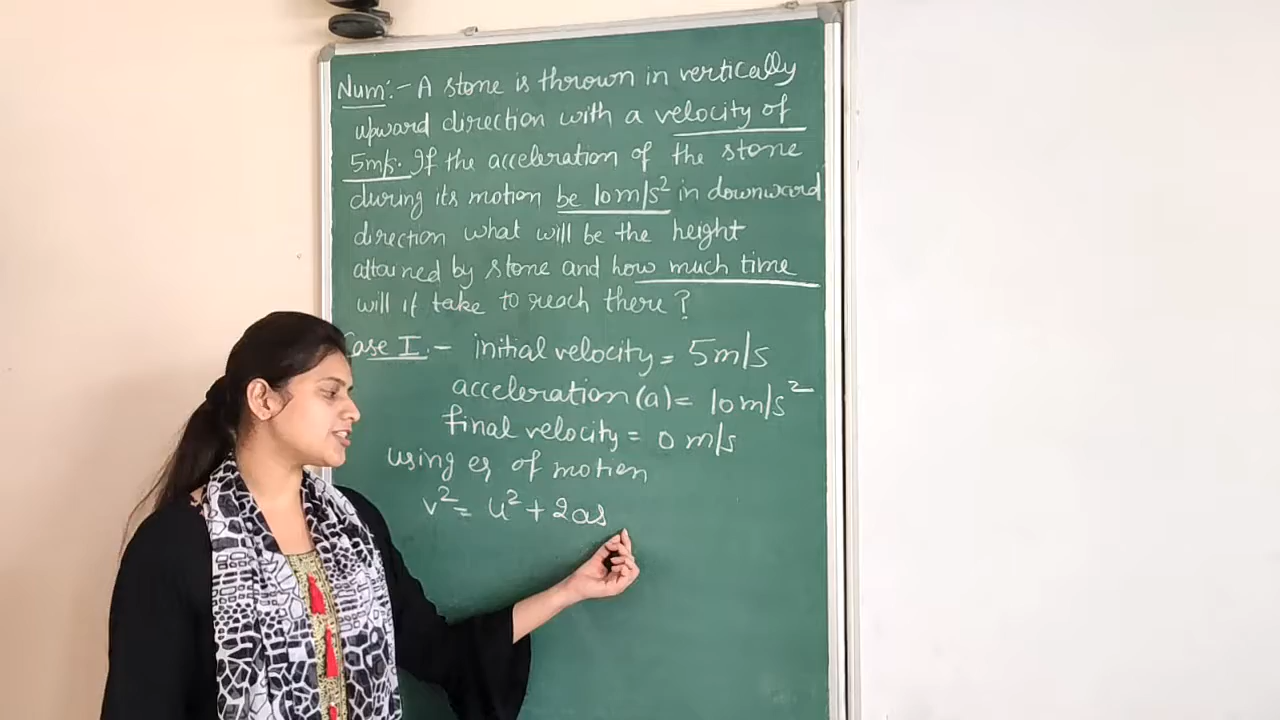 Num:- A stone is thrown in vertically
upward direction with a velocity of
5m/s. If the acceleration of the stone
during its motion be 10m/s² in downward
direction what will be the height
attained by stone and how much time
will it take to reach there?
Case I.- initial velocity = 5m/s
acceleration (a) = 10m/s²
final velocity = 0 m/s
using eq of motion
v² = u² + 2as